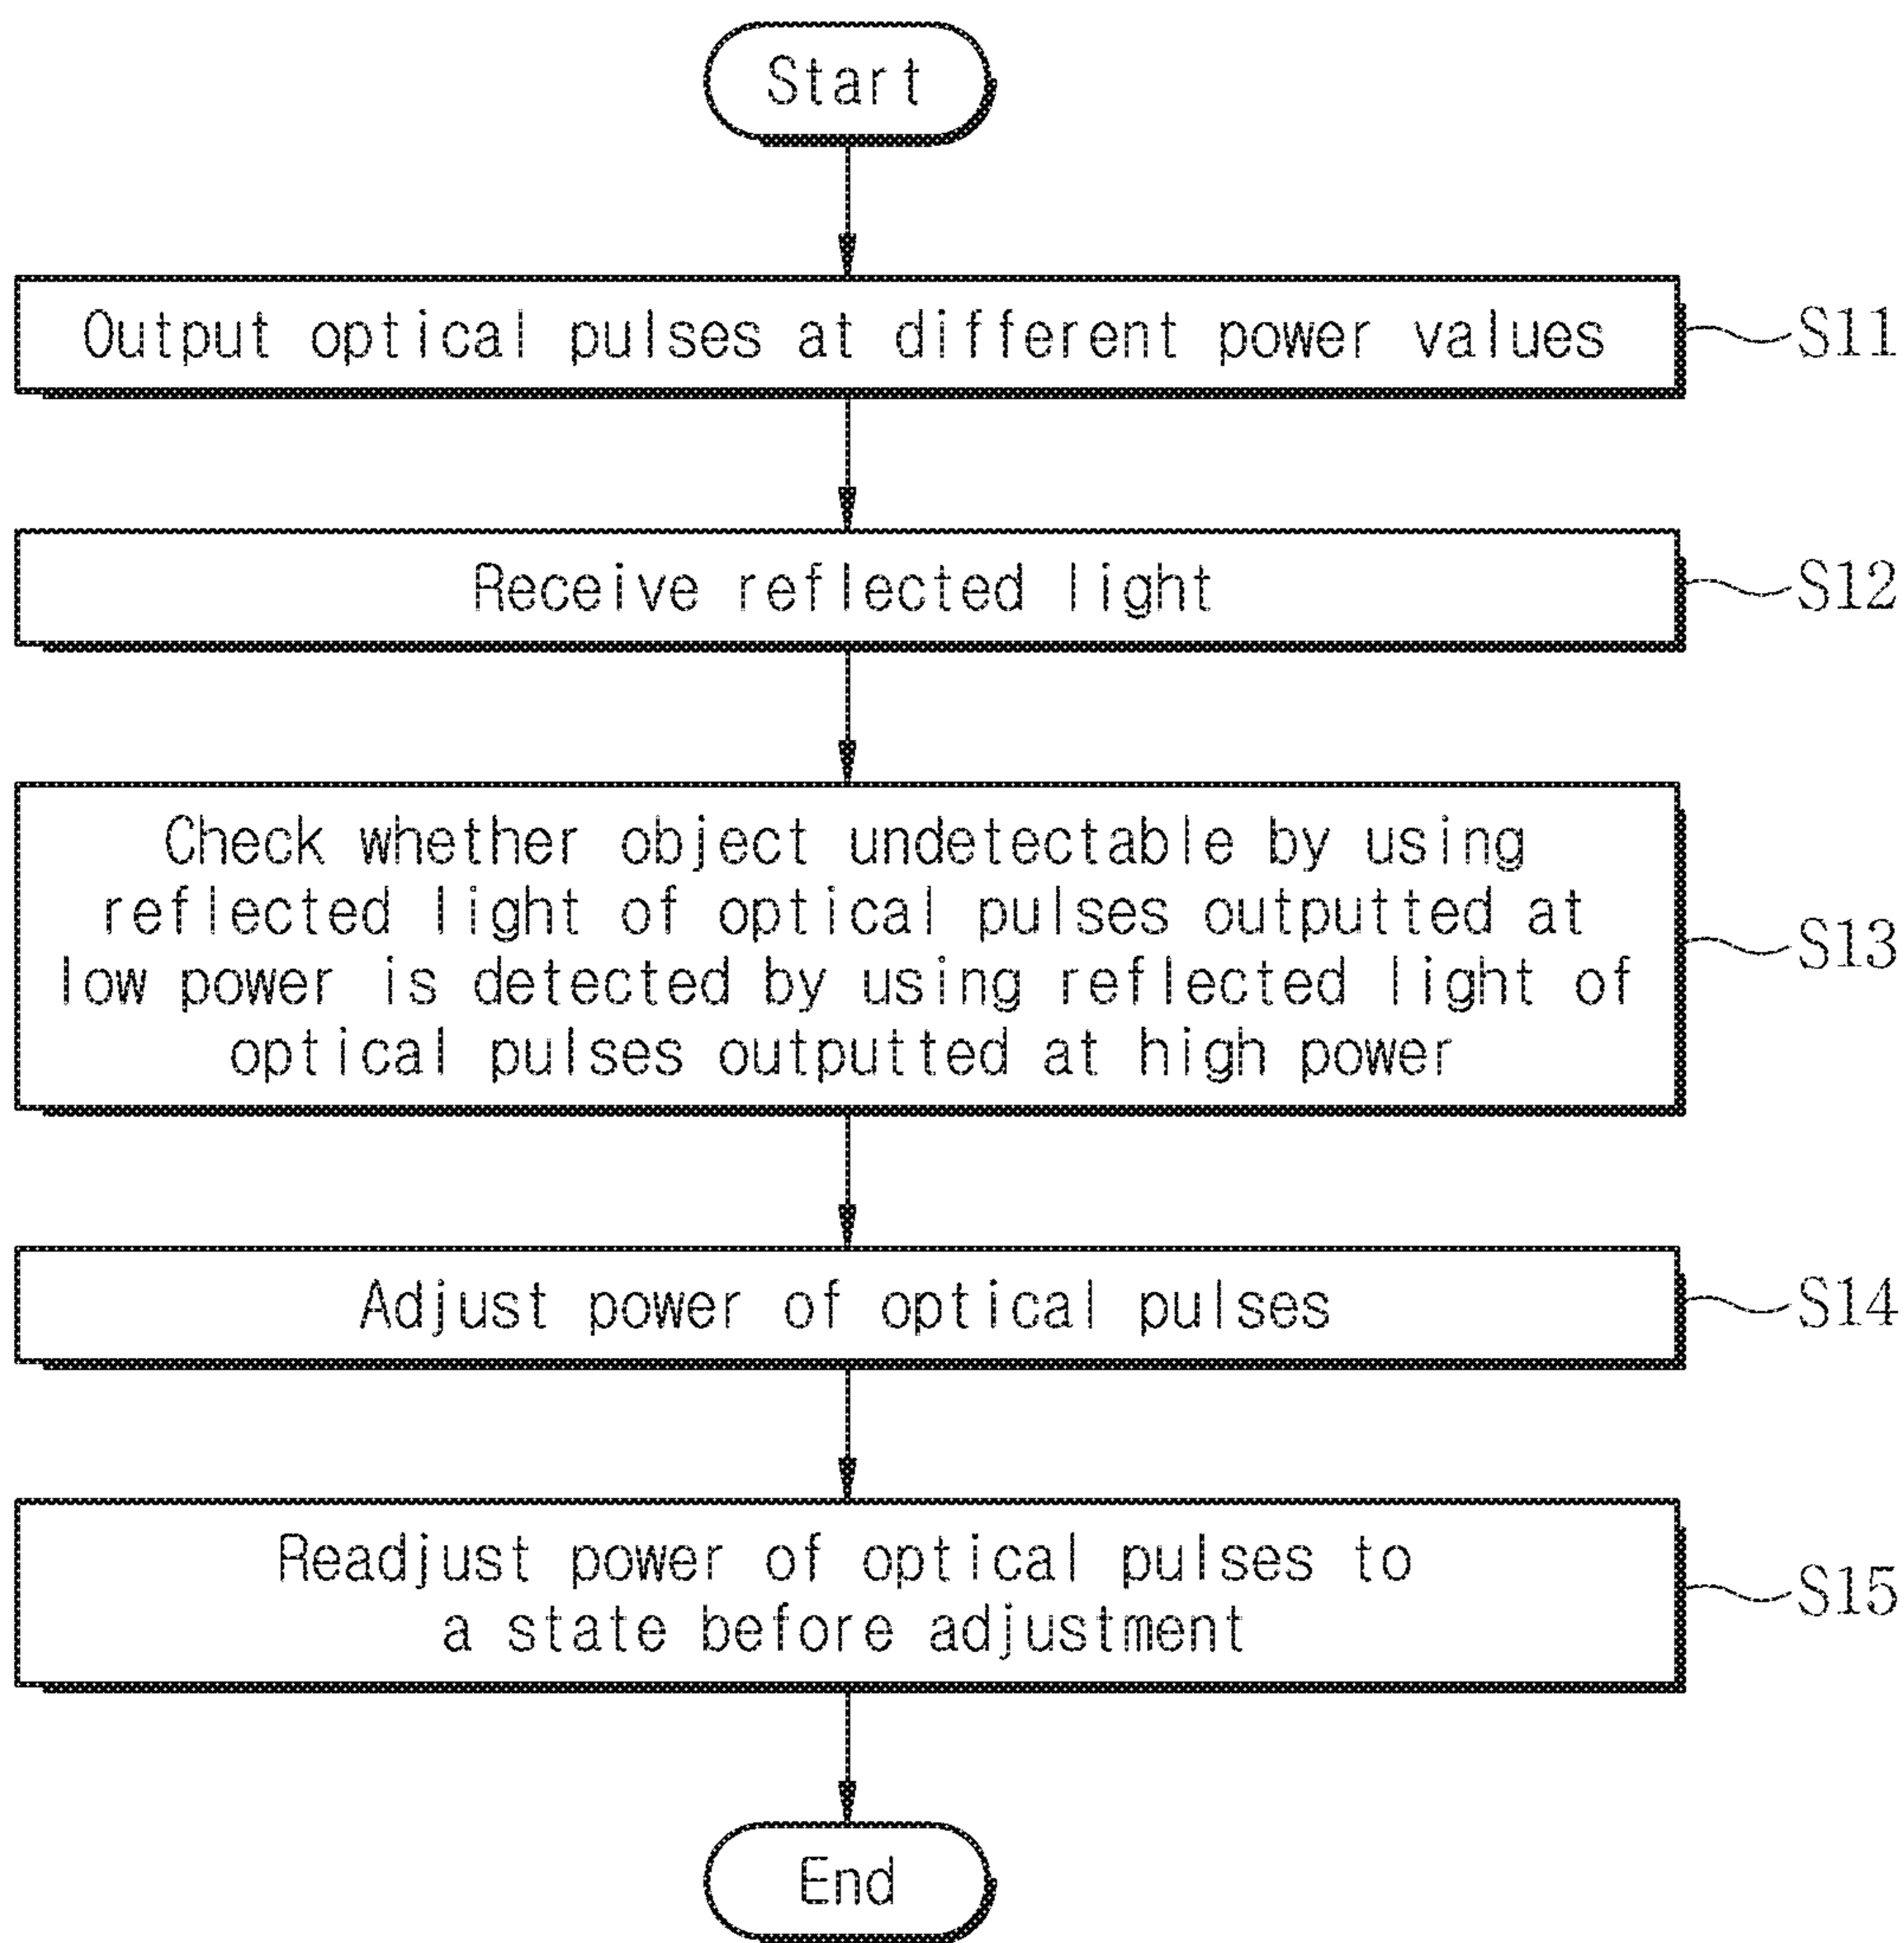 Start
Output optical pulses at different power values
S11
Receive reflected light
S12
Check whether object undetectable by using
reflected light of optical pulses outputted at
low power is detected by using reflected light of
optical pulses outputted at high power
S13
Adjust power of optical pulses
S14
Readjust power of optical pulses to
a state before adjustment
S15
End